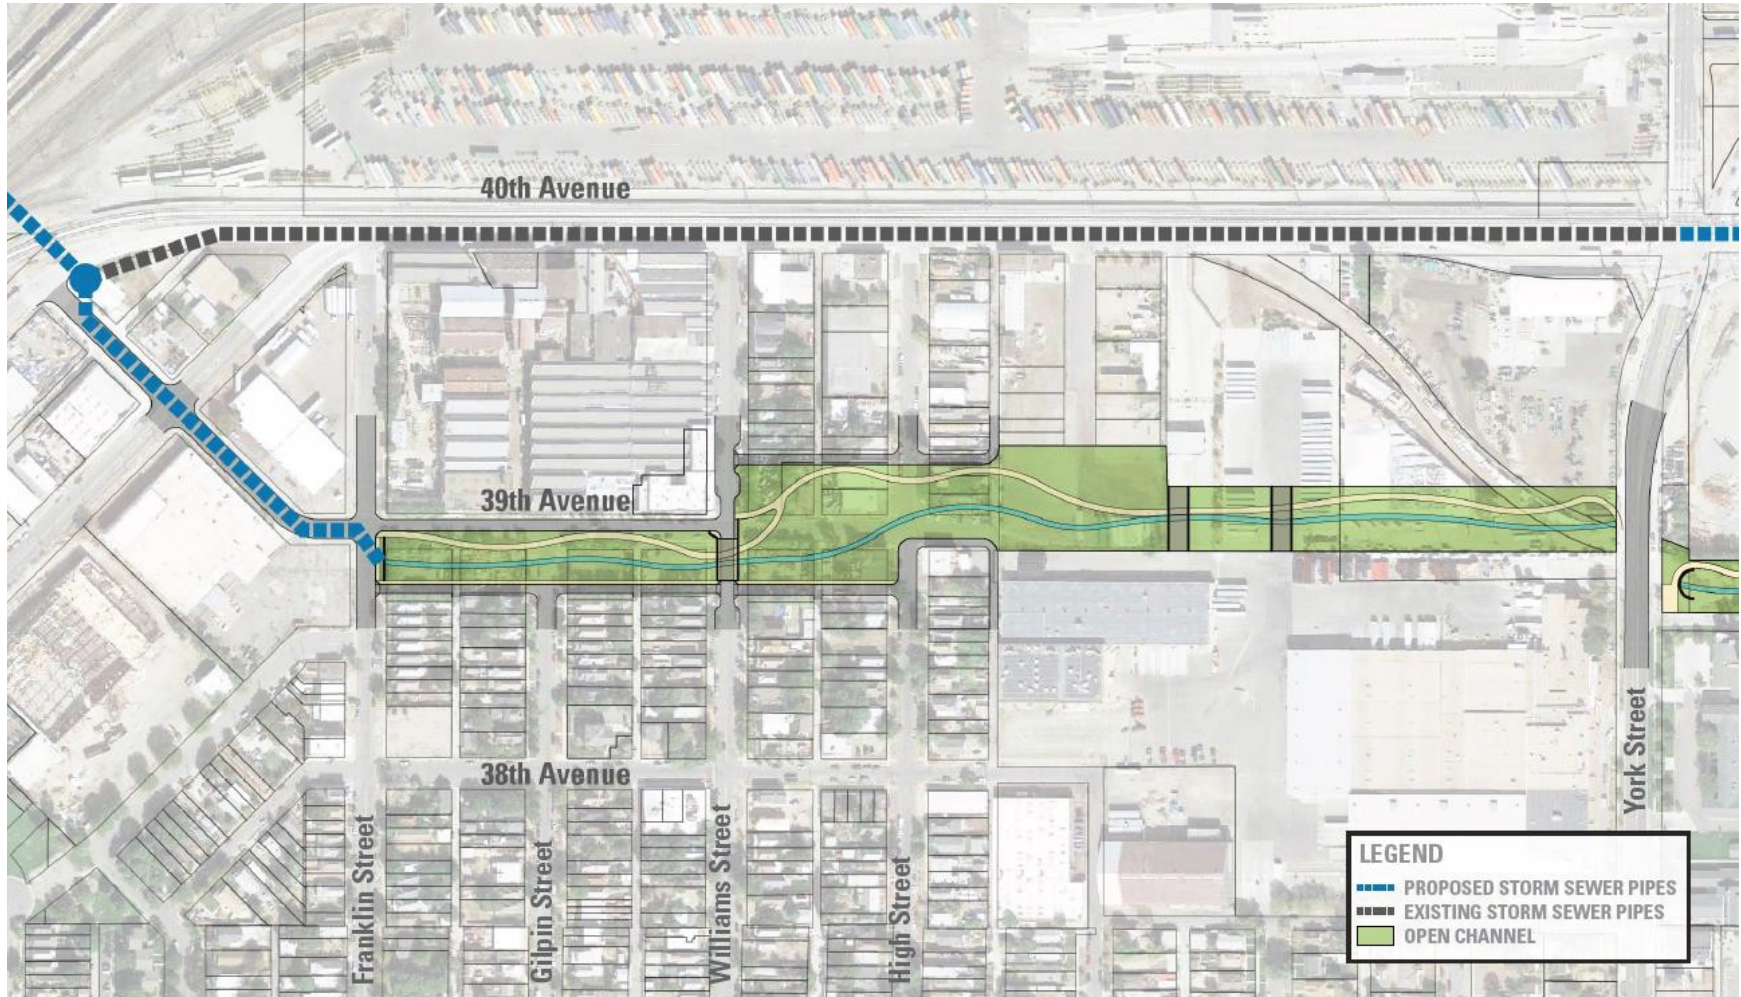 40th Avenue
39th Avenue
38th Avenue
Franklin Street
Gilpin Street
Williams Street
High Street
York Street
LEGEND
PROPOSED STORM SEWER PIPES
EXISTING STORM SEWER PIPES
OPEN CHANNEL